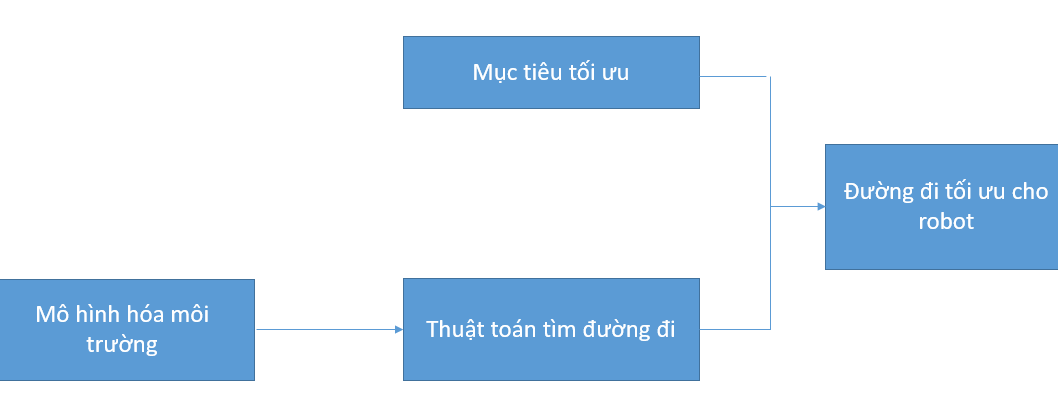 Mục tiêu tối ưu
Đường đi tối ưu cho
robot
Mô hình hóa môi
trường
Thuật toán tìm đường đi